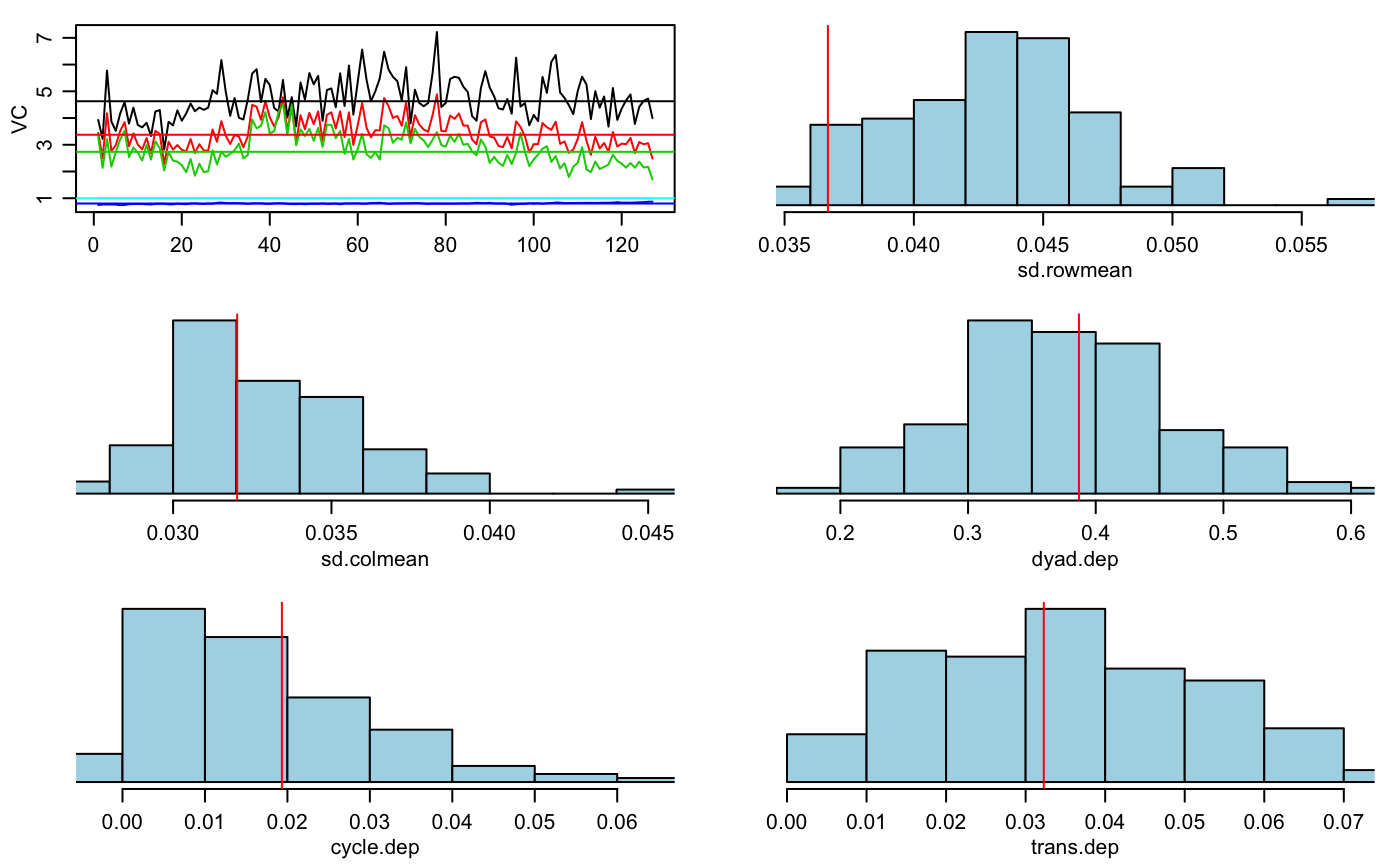 VC
7
5
3
1
0 20 40 60 80 100 120
0.035 0.040 0.045 0.050 0.055
sd.rowmean
0.030 0.035 0.040 0.045
sd.colmean
0.2 0.3 0.4 0.5 0.6
dyad.dep
0.00 0.01 0.02 0.03 0.04 0.05 0.06
cycle.dep
0.00 0.01 0.02 0.03 0.04 0.05 0.06 0.07
trans.dep